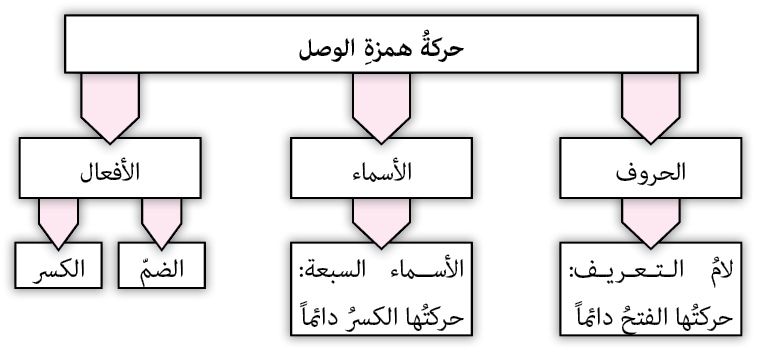 حركةُ همزةِ الوصل
الحروف
الأسماء
الأفعال
لامُ التعريف:
حركتُها الفتحُ دائماً
الأسماء السبعة:
حركتُها الكسرُ دائماً
الضمّ
الكسر